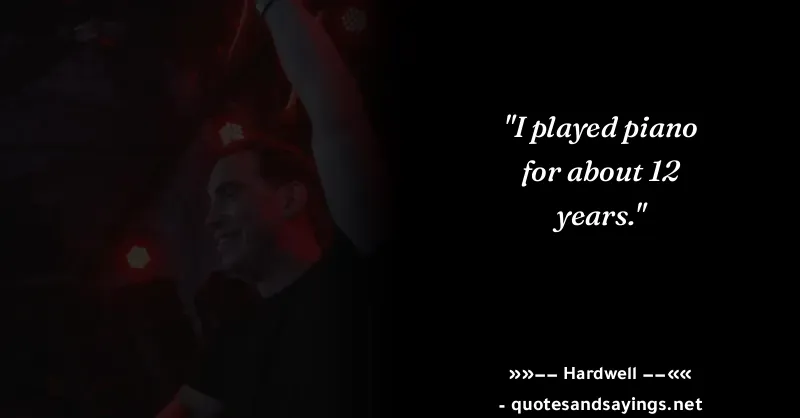 "I played piano
for about 12
years."
»»−− Hardwell −−««
- quotesandsayings.net